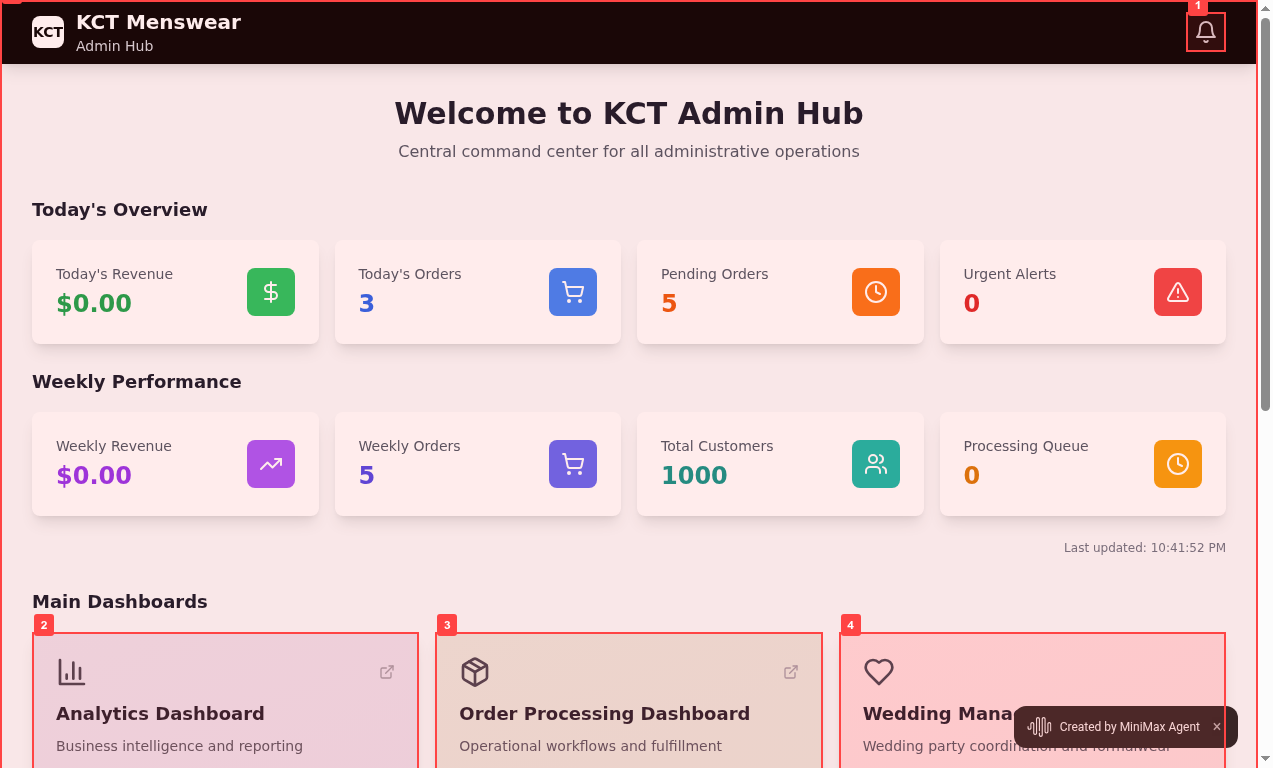 1
KCT
KCT Menswear
Admin Hub
Welcome to KCT Admin Hub
Central command center for all administrative operations
Today's Overview
Today's Revenue
$0.00
Today's Orders
3
Pending Orders
5
Urgent Alerts
0
Weekly Performance
Weekly Revenue
$0.00
Weekly Orders
5
Total Customers
1000
Processing Queue
0
Last updated: 10:41:52 PM
Main Dashboards
2
3
4
Analytics Dashboard
Business intelligence and reporting
Order Processing Dashboard
Operational workflows and fulfillment
Wedding
Wedding party coordination and formalwear
Created by MiniMax Agent ×